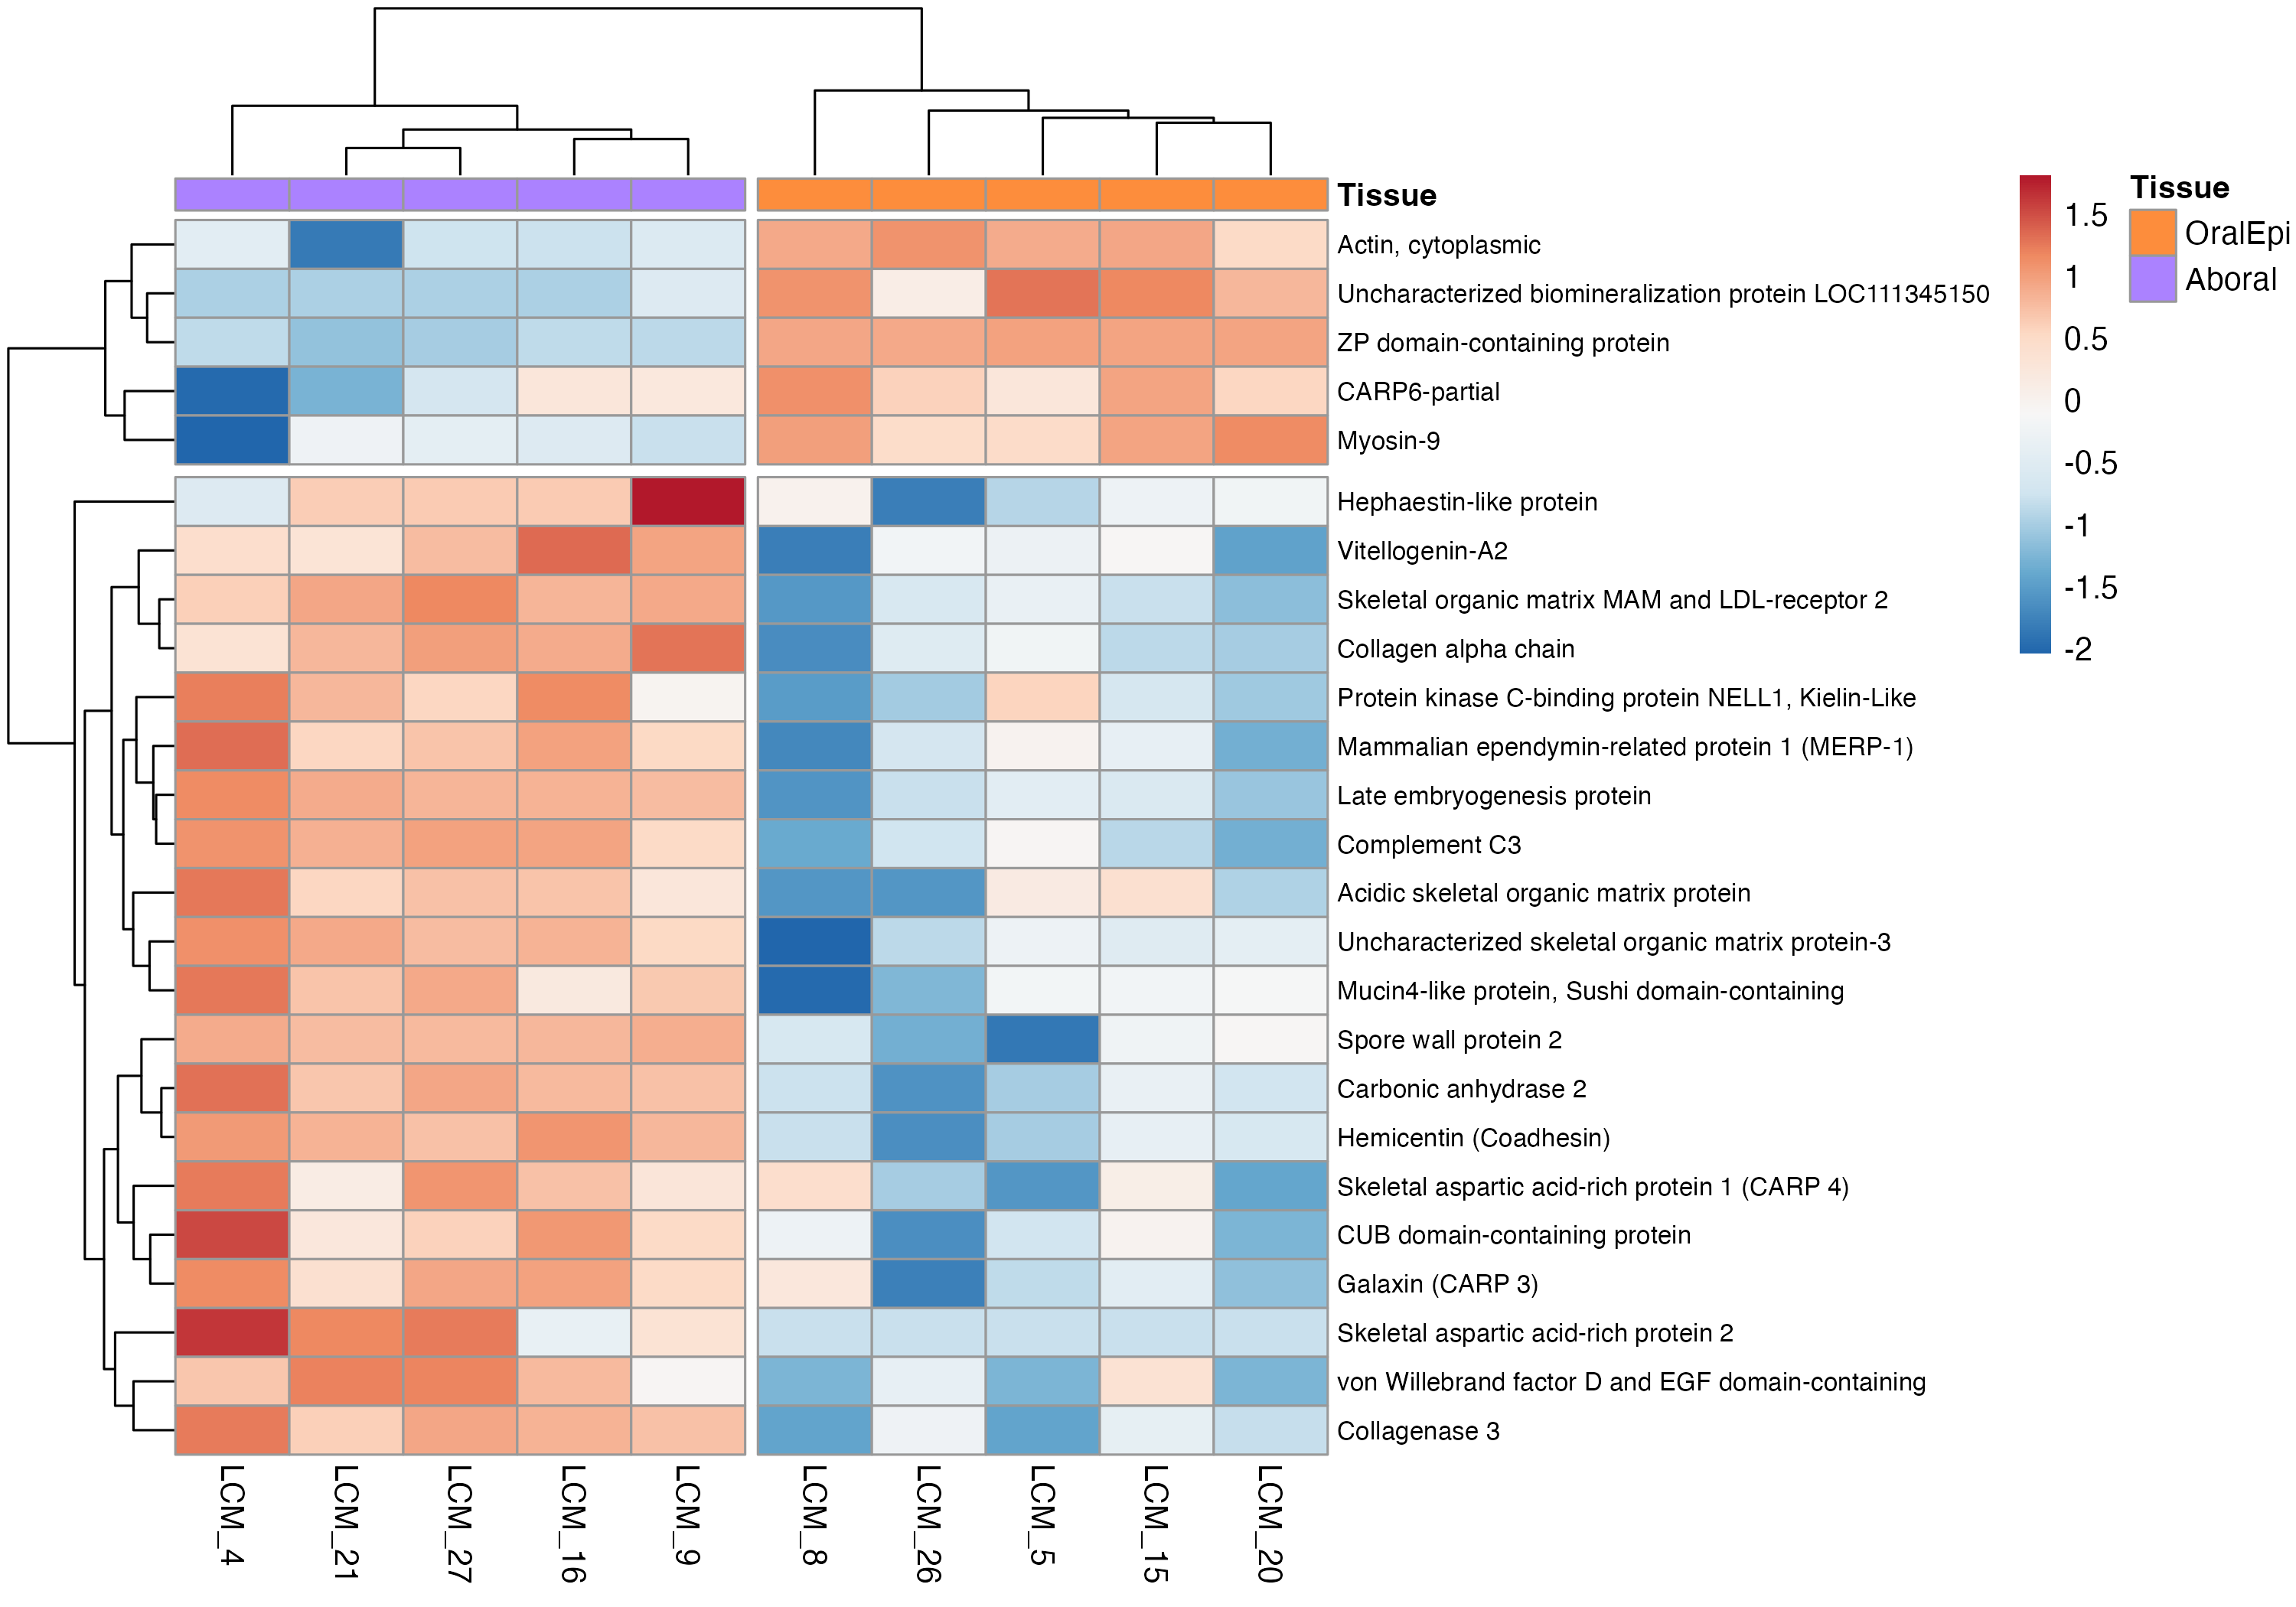 Tissue
Actin, cytoplasmic
Uncharacterized biomineralization protein LOC111345150
ZP domain-containing protein
CARP6-partial
Myosin-9
Hephaestin-like protein
Vitellogenin-A2
Skeletal organic matrix MAM and LDL-receptor 2
Collagen alpha chain
Protein kinase C-binding protein NELL1, Kielin-Like
Mammalian ependymin-related protein 1 (MERP-1)
Late embryogenesis protein
Complement C3
Acidic skeletal organic matrix protein
Uncharacterized skeletal organic matrix protein-3
Mucin4-like protein, Sushi domain-containing
Spore wall protein 2
Carbonic anhydrase 2
Hemicentin (Coadhesin)
Skeletal aspartic acid-rich protein 1 (CARP 4)
CUB domain-containing protein
Galaxin (CARP 3)
Skeletal aspartic acid-rich protein 2
von Willebrand factor D and EGF domain-containing
Collagenase 3
LCM_4
LCM_21
LCM_27
LCM_16
LCM_9
LCM_8
LCM_26
LCM_5
LCM_15
LCM_20
1.5
1
0.5
0
-0.5
-1
-1.5
-2
Tissue
OralEpi
Aboral